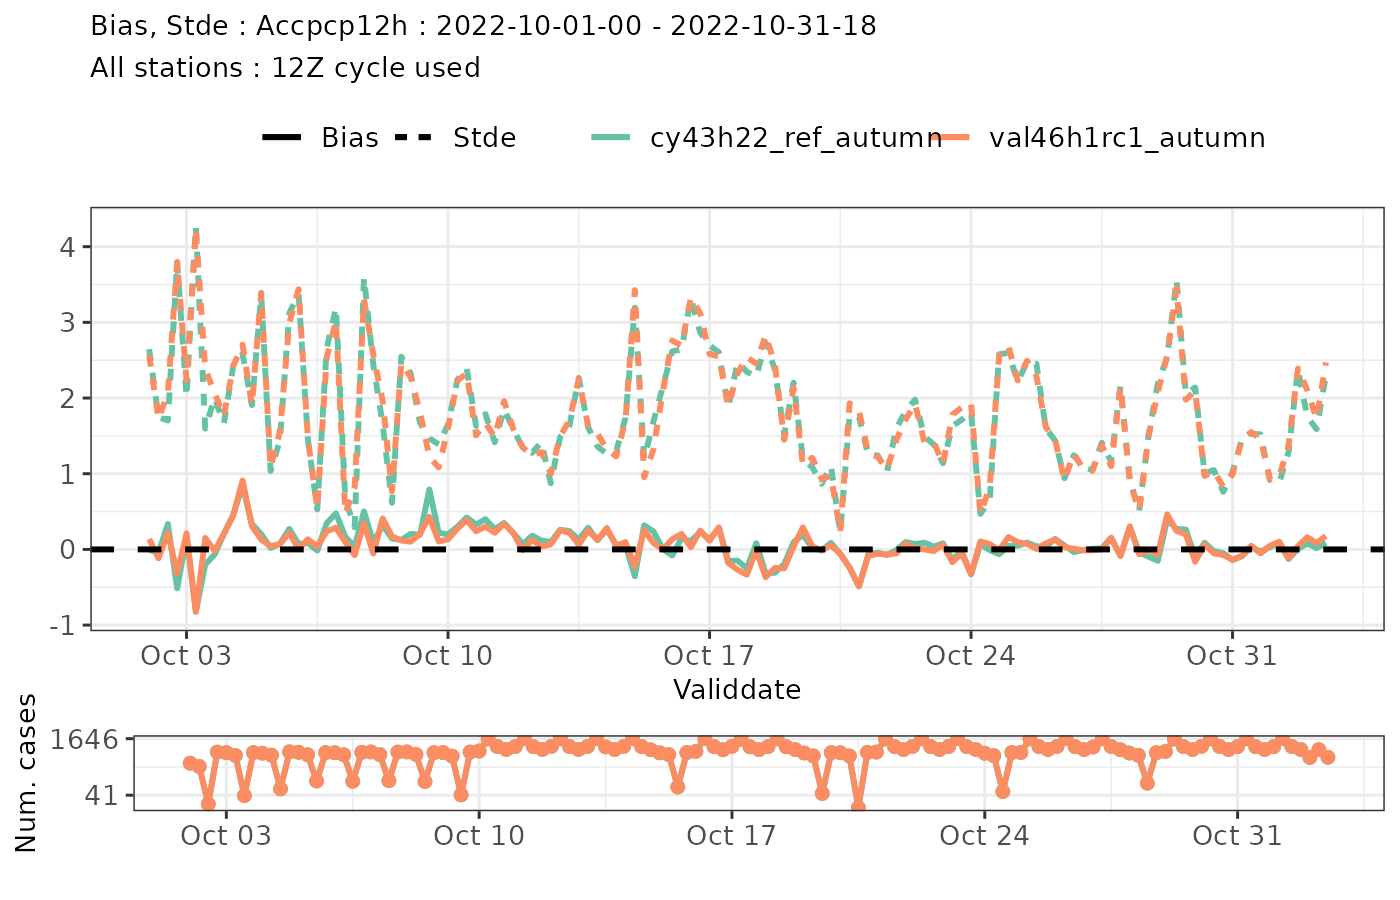 Bias, Stde : Accpcp12h : 2022-10-01-00 - 2022-10-31-18
All stations : 12Z cycle used
Bias Stde cy43h22_ref_autumn val46h1rc1_autumn
4
3
2
1
0
-1
Oct 03 Oct 10 Oct 17 Oct 24 Oct 31
Validdate
Num. cases
1646
41
Oct 03 Oct 10 Oct 17 Oct 24 Oct 31